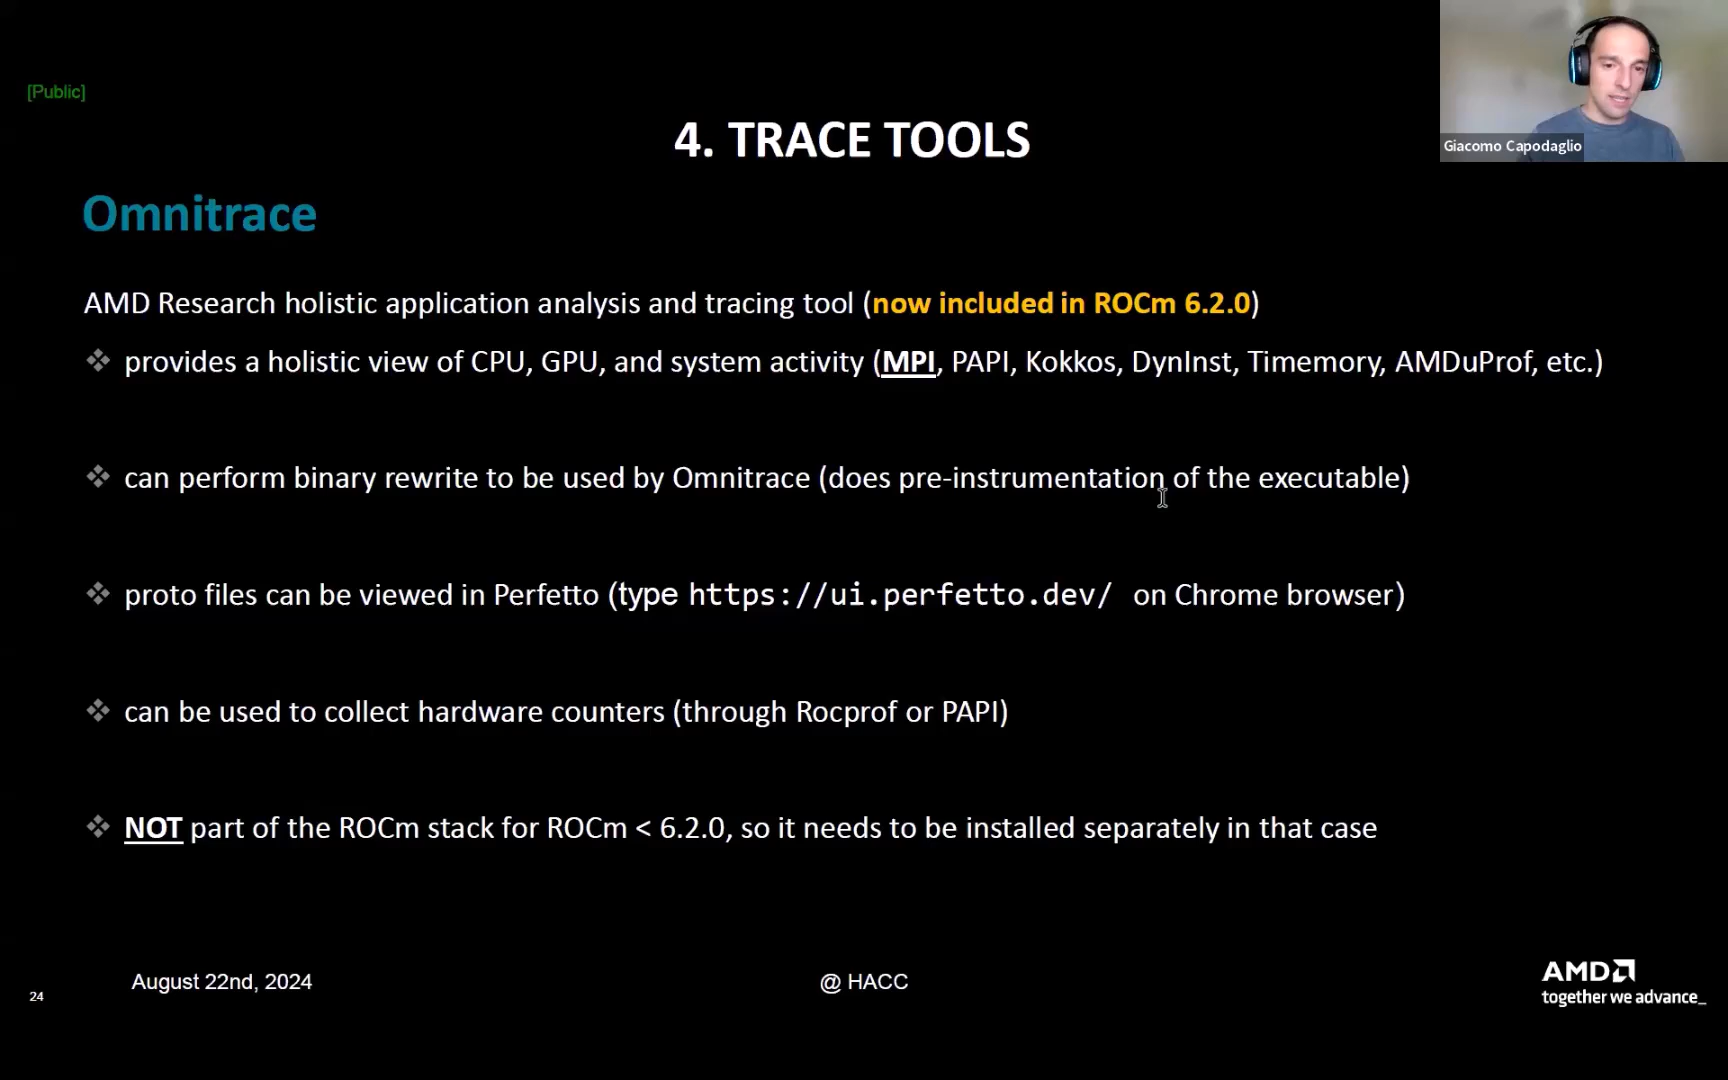 [Public]
Giacomo Capodaglio
4. TRACE TOOLS
Omnitrace
AMD Research holistic application analysis and tracing tool (now included in ROCm 6.2.0)
❖ provides a holistic view of CPU, GPU, and system activity (MPI, PAPI, Kokkos, DynInst, Timemory, AMDuProf, etc.)
❖ can perform binary rewrite to be used by Omnitrace (does pre-instrumentation of the executable)
❖ proto files can be viewed in Perfetto (type https://ui.perfetto.dev/ on Chrome browser)
❖ can be used to collect hardware counters (through Rocprof or PAPI)
❖ NOT part of the ROCm stack for ROCm < 6.2.0, so it needs to be installed separately in that case
24
August 22nd, 2024
@ HACC
AMD
together we advance_